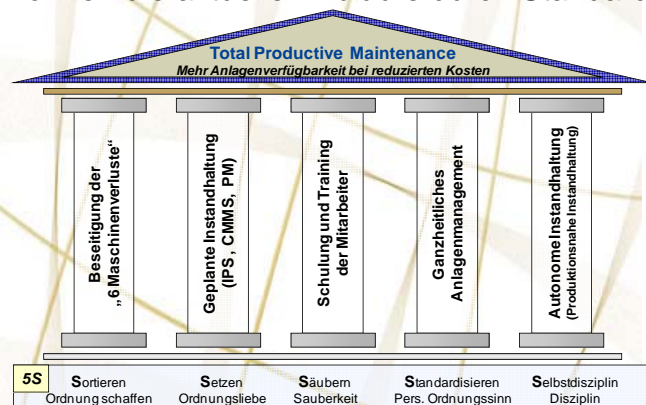 Total Productive Maintenance
Mehr Anlagenverfügbarkeit bei reduzierten Kosten
Beseitigung der
„6 Maschinenverluste“
Geplante Instandhaltung
(IPS, CMMS, PM)
Schulung und Training
der Mitarbeiter
Ganzheitliches
Anlagenmanagement
Autonome Instandhaltung
(Produktionsnahe Instandhaltung)
5S
Sortieren
Ordnung schaffen
Setzen
Ordnungsliebe
Säubern
Sauberkeit
Standardisieren
Pers. Ordnungssinn
Selbstdisziplin
Disziplin